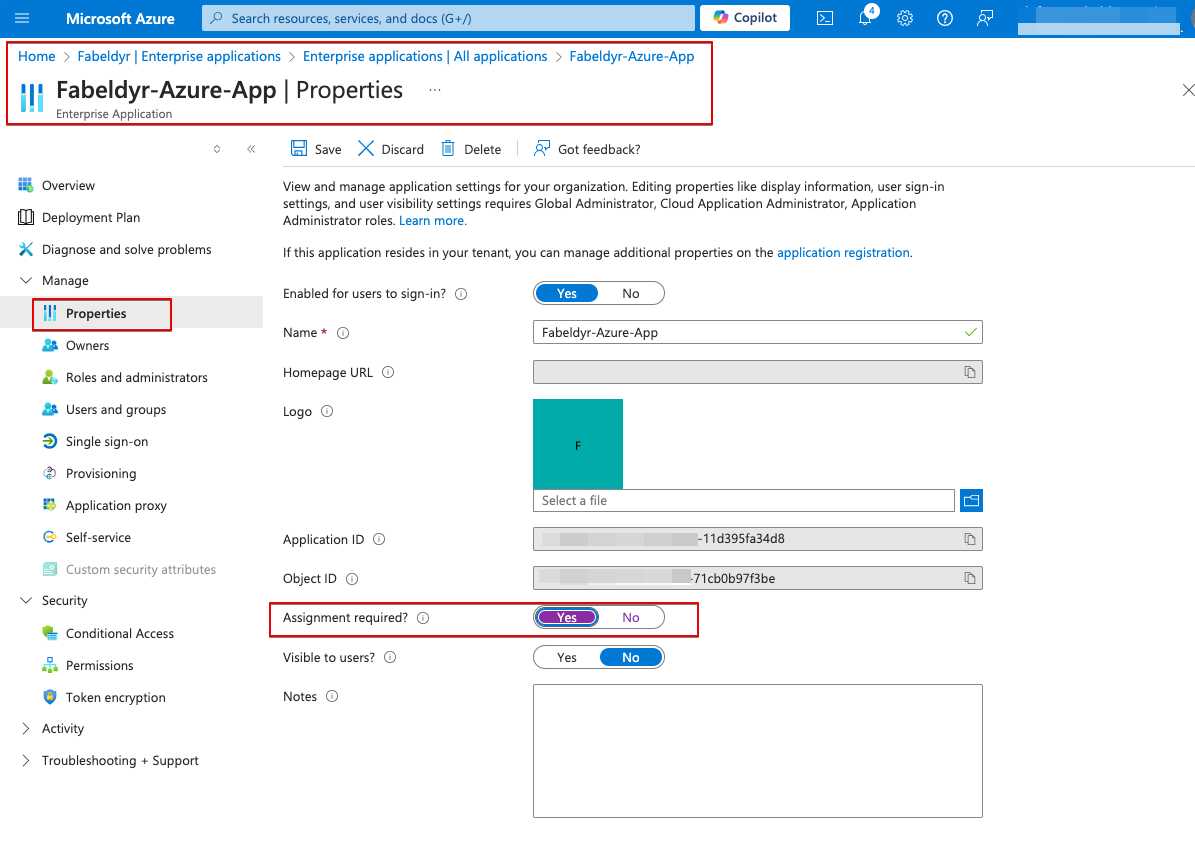 Microsoft Azure
Search resources, services, and docs (G+/)
Copilot
4
Home > Fabeldyr | Enterprise applications > Enterprise applications | All applications > Fabeldyr-Azure-App
Fabeldyr-Azure-App | Properties ...
Enterprise Application
Save
Discard
Delete
Got feedback?
Overview
Deployment Plan
Diagnose and solve problems
Manage
Properties
Owners
Roles and administrators
Users and groups
Single sign-on
Provisioning
Application proxy
Self-service
Custom security attributes
Security
Conditional Access
Permissions
Token encryption
Activity
Troubleshooting + Support
View and manage application settings for your organization. Editing properties like display information, user sign-in
settings, and user visibility settings requires Global Administrator, Cloud Application Administrator, Application
Administrator roles. Learn more.
If this application resides in your tenant, you can manage additional properties on the application registration.
Enabled for users to sign-in? Yes No
Name * Fabeldyr-Azure-App
Homepage URL
Logo
F
Select a file
Application ID -11d395fa34d8
Object ID -71cb0b97f3be
Assignment required? Yes No
Visible to users? Yes No
Notes